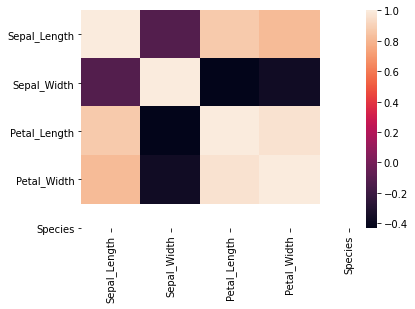 Sepal_Length
Sepal_Width
Petal_Length
Petal_Width
Species
Sepal_Length
Sepal_Width
Petal_Length
Petal_Width
Species
1.0
0.8
0.6
0.4
0.2
0.0
−0.2
−0.4